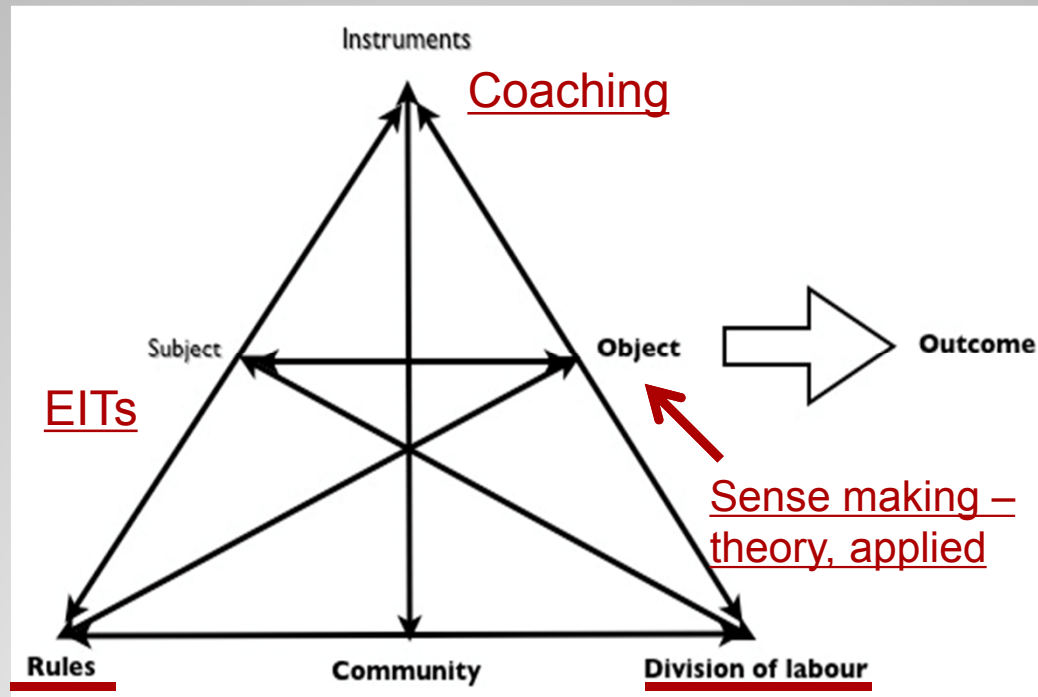 Instruments
Coaching
Subject
Object
Outcome
EITs
Sense making –
theory, applied
Rules
Community
Division of labour